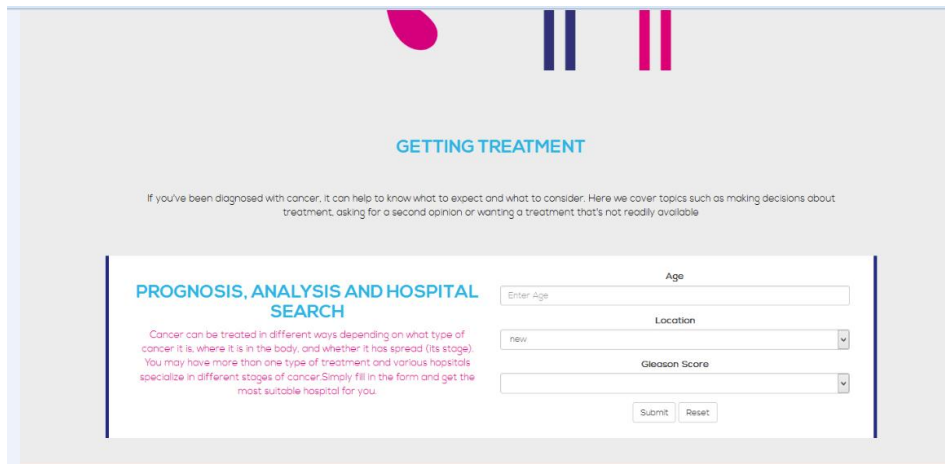 GETTING TREATMENT
If you've been diagnosed with cancer, it can help to know what to expect and what to consider. Here we cover topics such as making decisions about
treatment, asking for a second opinion or wanting a treatment that's not readily available
PROGNOSIS, ANALYSIS AND HOSPITAL
SEARCH
Cancer can be treated in different ways depending on what type of
cancer it is, where it is in the body, and whether it has spread (its stage).
You may have more than one type of treatment and various hopsitals
specialize in different stages of cancer.Simply fill in the form and get the
most suitable hospital for you.
Age
Enter Age
Location
new
Gleason Score
Submit Reset